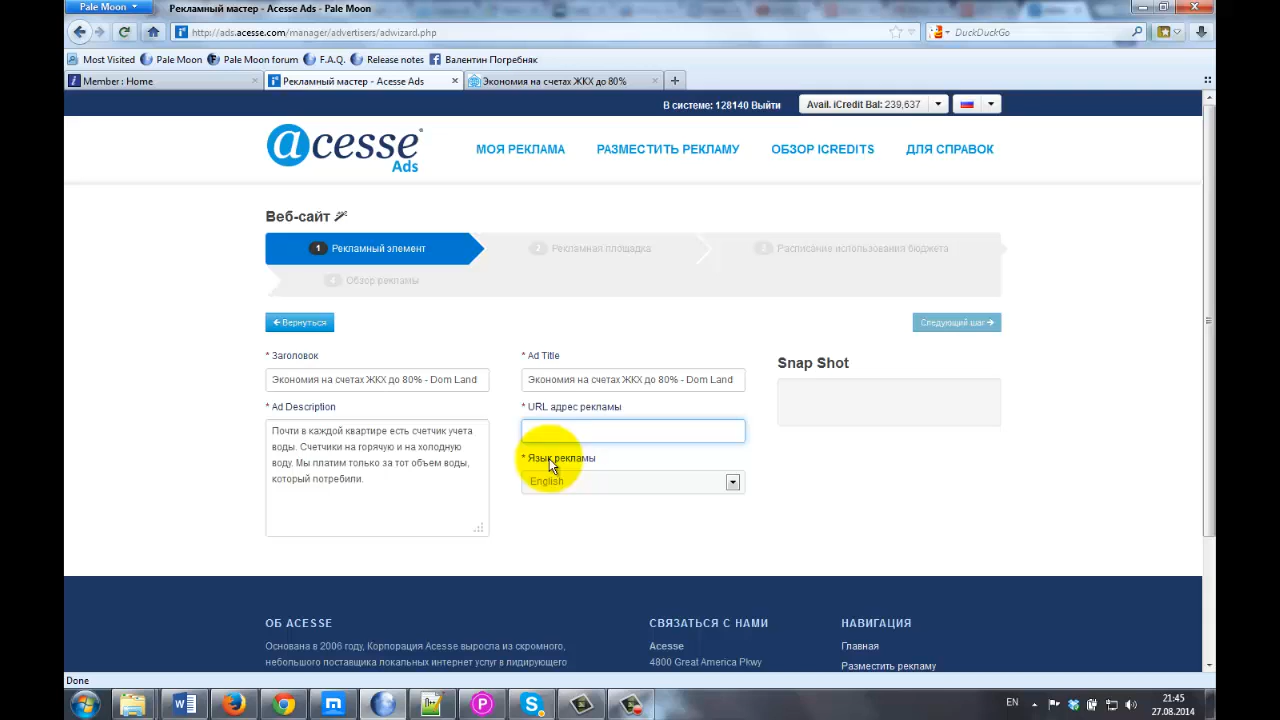 Pale Moon
Рекламный мастер - Acesse Ads - Pale Moon
http://ads.acesse.com/manager/advertisers/adwizard.php
DuckDuckGo
Most Visited
Pale Moon
Pale Moon forum
F.A.Q.
Release notes
Валентин Погребняк
Member : Home
Рекламный мастер - Acesse Ads
Экономия на счетах ЖКХ до 80%
В системе: 128140 Выйти
Avail. iCredit Bal: 239,637
acesse
Ads
МОЯ РЕКЛАМА
РАЗМЕСТИТЬ РЕКЛАМУ
ОБЗОР ICREDITS
ДЛЯ СПРАВОК
Веб-сайт
1 Рекламный элемент
2 Рекламная площадка
3 Расписание использования бюджета
4 Обзор рекламы
Вернуться
Следующий шаг
* Заголовок
* Ad Title
Snap Shot
Экономия на счетах ЖКХ до 80% - Dom Land
Экономия на счетах ЖКХ до 80% - Dom Land
* Ad Description
* URL адрес рекламы
Почти в каждой квартире есть счетчик учета
воды. Счетчики на горячую и на холодную
воду. Мы платим только за тот объем воды,
который потребили.
* Язык рекламы
English
ОБ ACESSE
СВЯЗАТЬСЯ С НАМИ
НАВИГАЦИЯ
Основана в 2006 году, Корпорация Acesse выросла из скромного,
небольшого поставщика локальных интернет услуг в лидирующего
Acesse
4800 Great America Pkwy
Главная
Разместить рекламу
Done
EN
21:45
27.08.2014